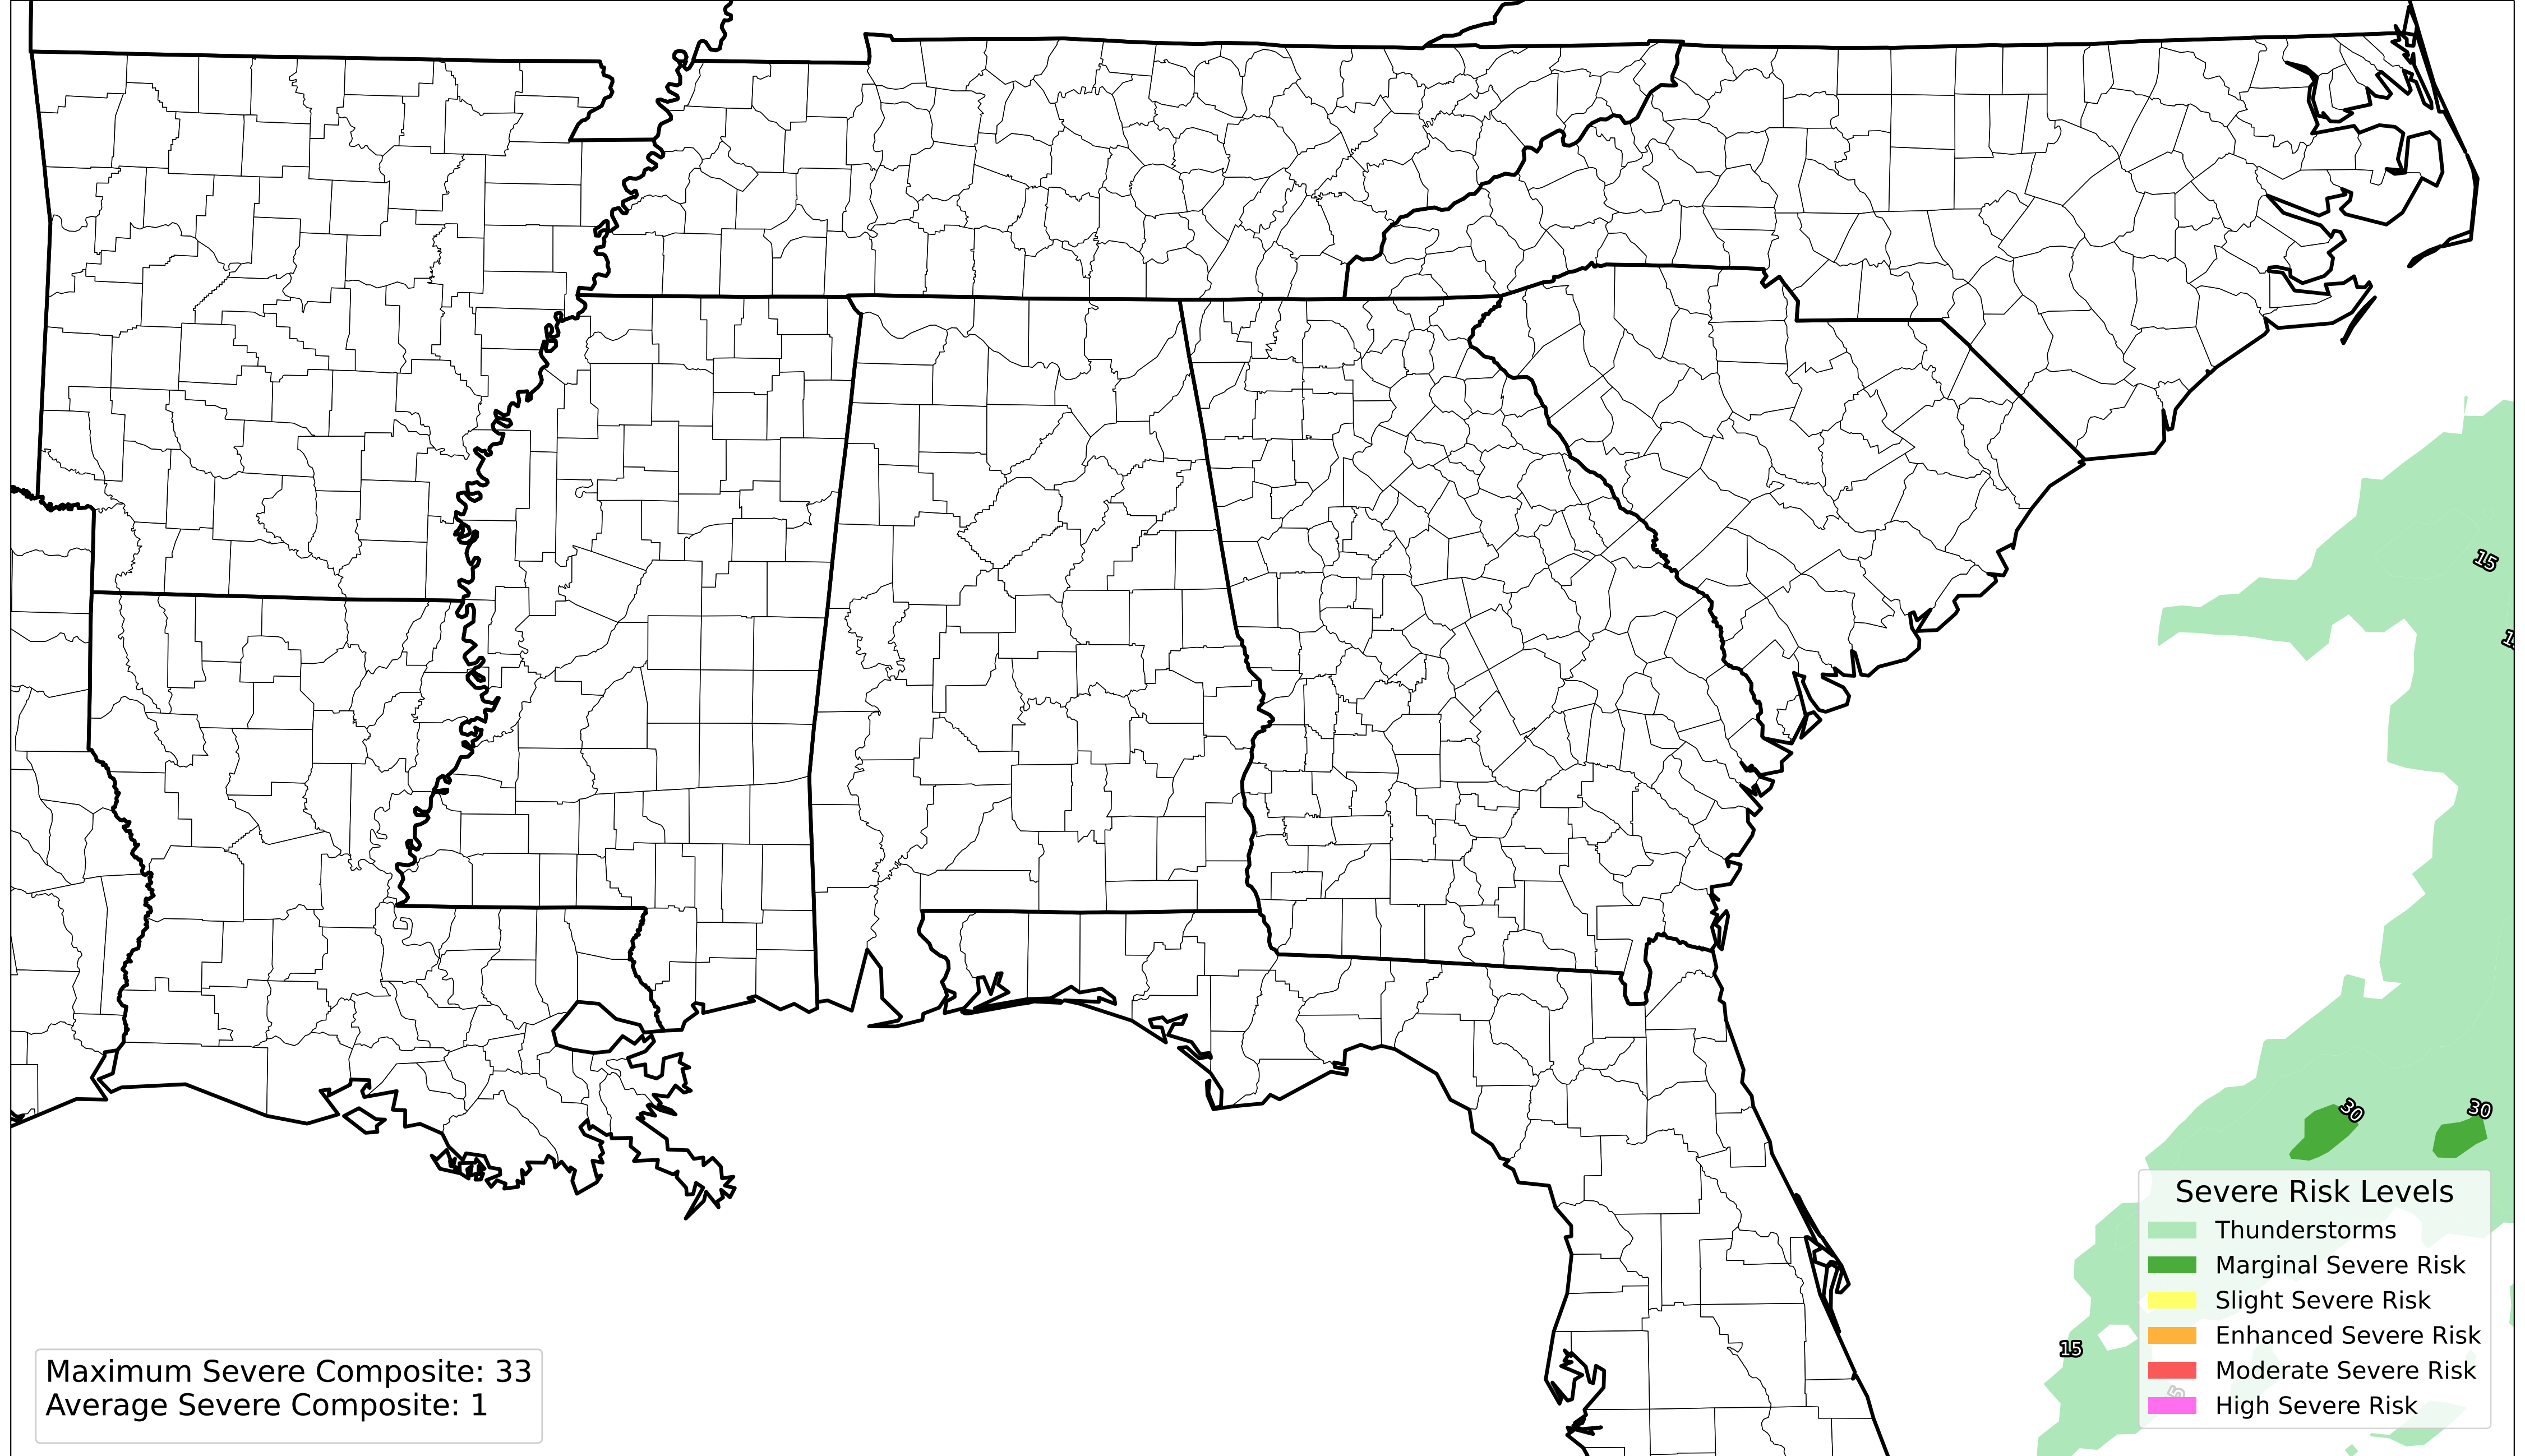 15
30
30
Severe Risk Levels
Thunderstorms
Marginal Severe Risk
Slight Severe Risk
Enhanced Severe Risk
Moderate Severe Risk
High Severe Risk
15
Maximum Severe Composite: 33
Average Severe Composite: 1